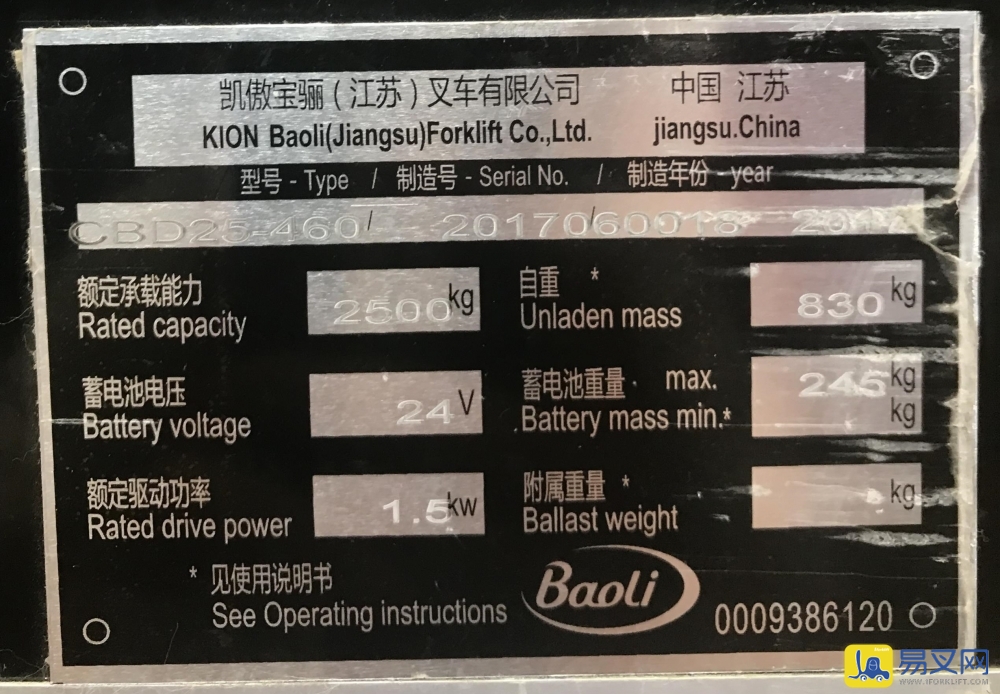 凯傲宝骊(江苏)叉车有限公司 中国 江苏
KION Baoli(Jiangsu)Forklift Co.,Ltd. jiangsu.China
型号 - Type / 制造号 - Serial No. / 制造年份 - year
CBD25-460 / 2017060018
额定承载能力 2500 kg 自重 *
Rated capacity Unladen mass 830 kg
蓄电池电压 24 V 蓄电池重量 · max. 245 kg
Battery voltage Battery mass min.* kg
额定驱动功率 1.5 kw 附属重量 * kg
Rated drive power Ballast weight
* 见使用说明书
See Operating instructions
Baoli
0009386120
易叉网
WWW.1FORKLIFT.COM